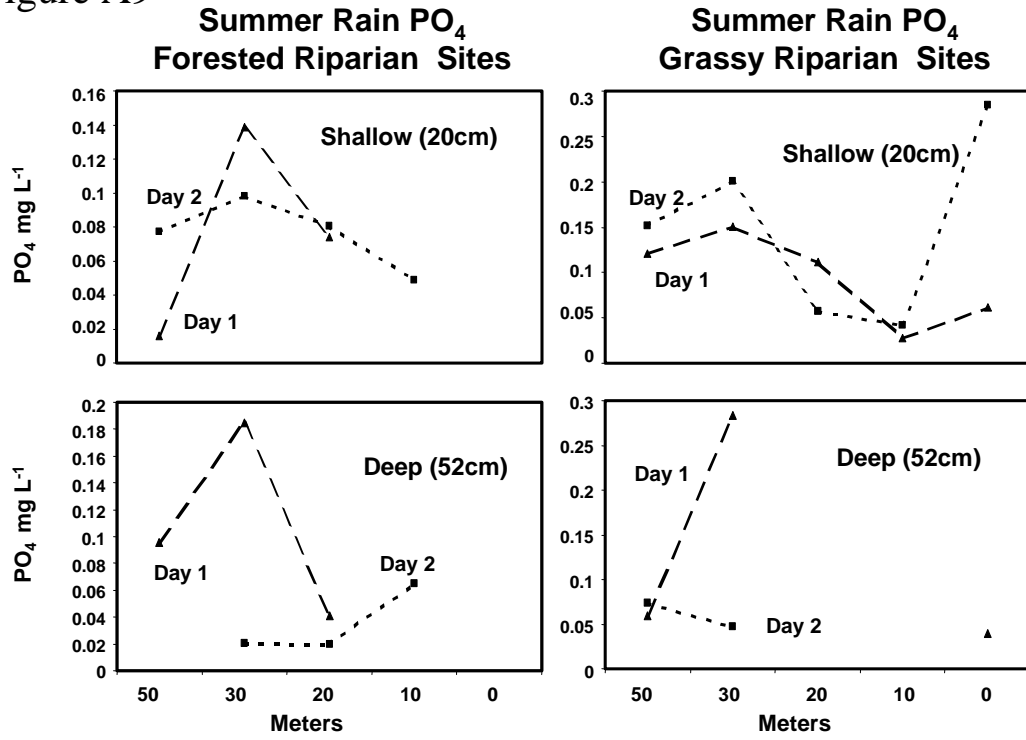 Figure A9
Summer Rain PO4
Forested Riparian Sites
Summer Rain PO4
Grassy Riparian Sites
PO4 mg L-1
0.16
0.14
0.12
0.1
0.08
0.06
0.04
0.02
0
Shallow (20cm)
Day 2
Day 1
0.3
0.25
0.2
0.15
0.1
0.05
0
Shallow (20cm)
Day 2
Day 1
PO4 mg L-1
0.2
0.18
0.16
0.14
0.12
0.1
0.08
0.06
0.04
0.02
0
Deep (52cm)
Day 1
Day 2
50 30 20 10 0
Meters
0.3
0.25
0.2
0.15
0.1
0.05
0
Day 1
Deep (52cm)
Day 2
50 30 20 10 0
Meters